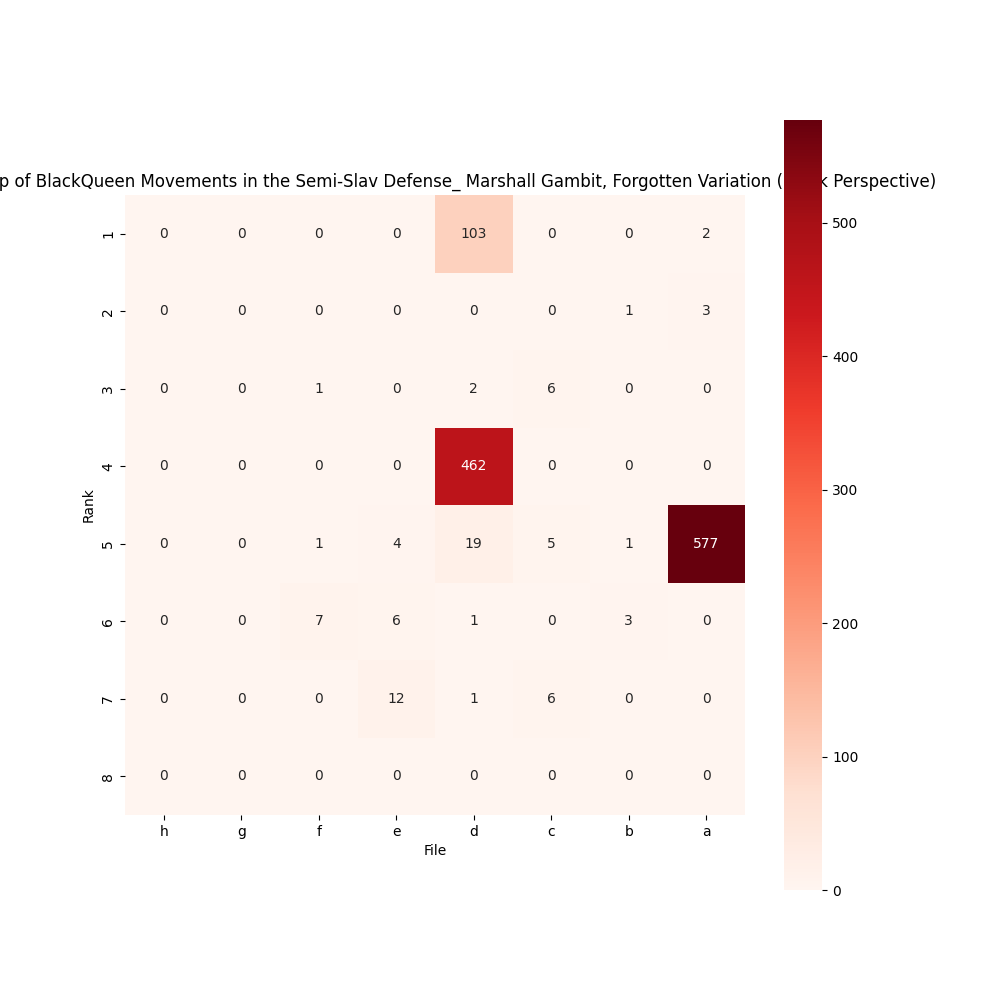 p of BlackQueen Movements in the Semi-Slav Defense_ Marshall Gambit, Forgotten Variation ( k Perspective)
1 0 0 0 0 103 0 0 2
2 0 0 0 0 0 0 1 3
3 0 0 1 0 2 6 0 0
4 0 0 0 0 462 0 0 0
5 0 0 1 4 19 5 1 577
6 0 0 7 6 1 0 3 0
7 0 0 0 12 1 6 0 0
8 0 0 0 0 0 0 0 0
h g f e d c b a
File
Rank
500
400
300
200
100
0